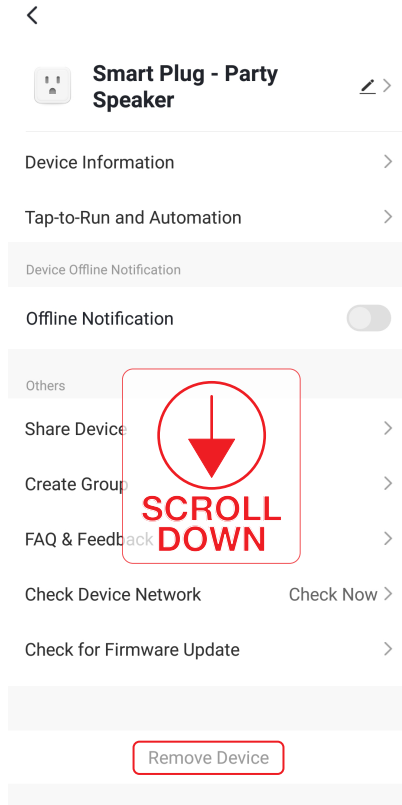 Smart Plug - Party
Speaker
Device Information
Tap-to-Run and Automation
Device Offline Notification
Offline Notification
Others
Share Device
Create Group
SCROLL
DOWN
FAQ & Feedback
Check Device Network Check Now
Check for Firmware Update
Remove Device